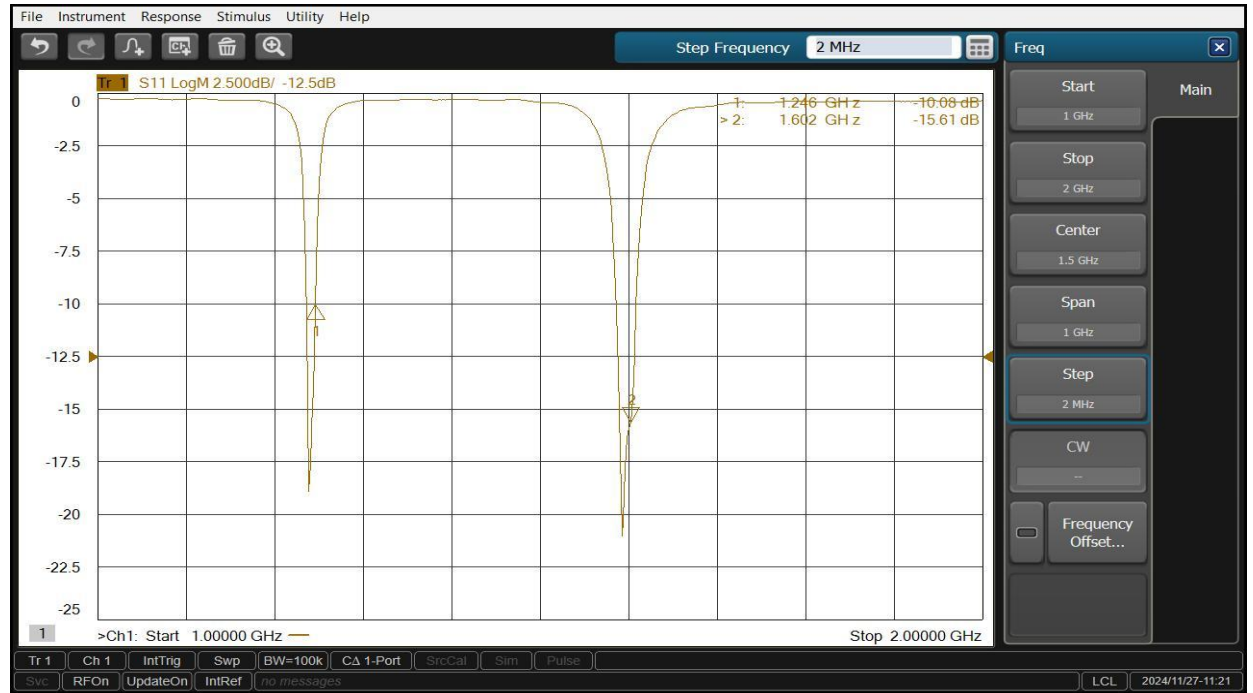 File Instrument Response Stimulus Utility Help
Step Frequency 2 MHz
Freq
Tr 1 S11 LogM 2.500dB/ -12.5dB
1: 1.246 GHz -10.08 dB
> 2: 1.602 GHz -15.61 dB
0
-2.5
-5
-7.5
-10
-12.5
-15
-17.5
-20
-22.5
-25
1
2
1
>Ch1: Start 1.00000 GHz
Stop 2.00000 GHz
Main
Start
1 GHz
Stop
2 GHz
Center
1.5 GHz
Span
1 GHz
Step
2 MHz
CW
--
Frequency
Offset...
Tr 1 Ch 1 IntTrig Swp BW=100k CΔ 1-Port SrcCal Sim Pulse
Svc RFOn UpdateOn IntRef no messages LCL 2024/11/27-11:21